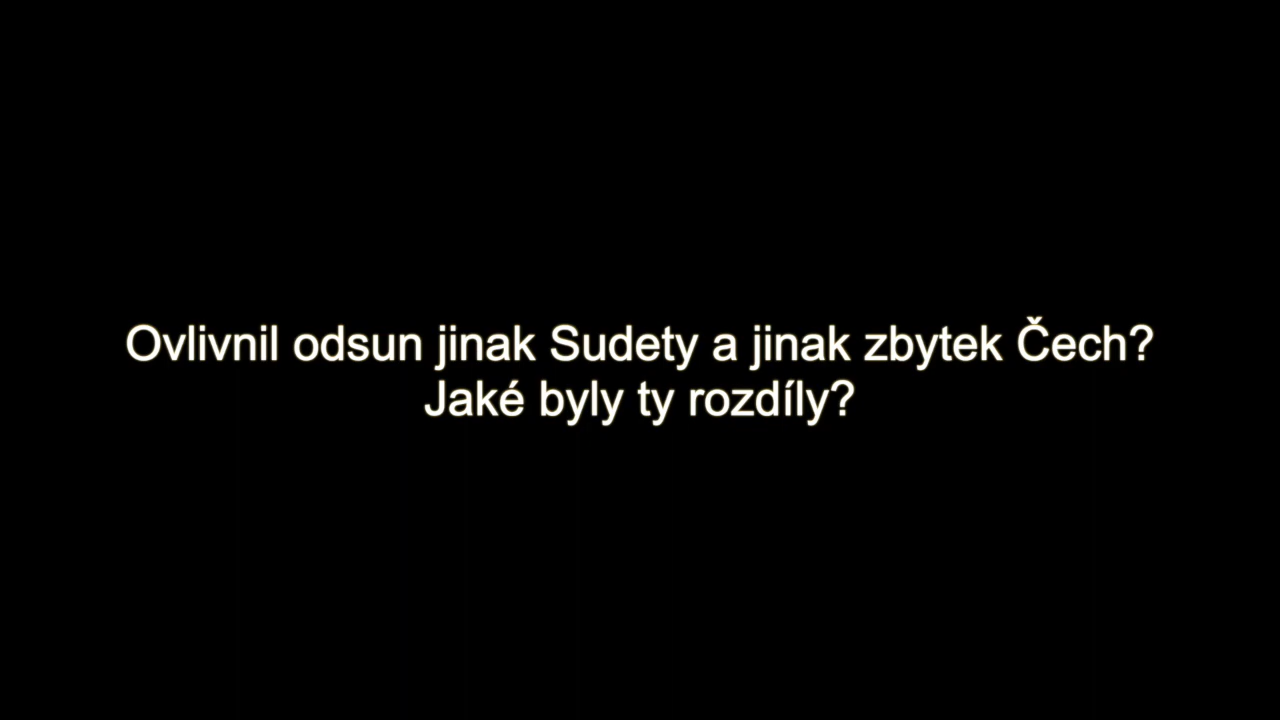 Ovlivnil odsun jinak Sudety a jinak zbytek Čech?
Jaké byly ty rozdíly?